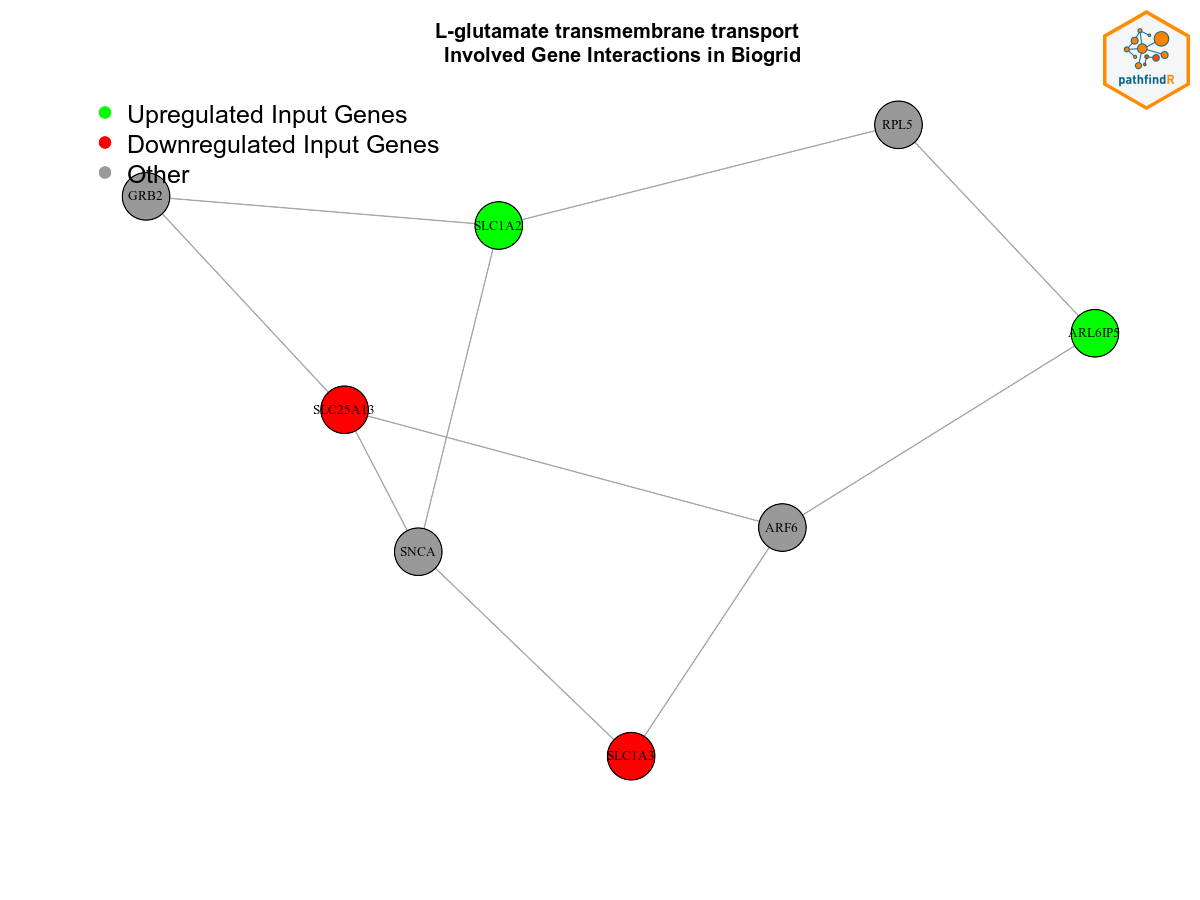 L-glutamate transmembrane transport
Involved Gene Interactions in Biogrid
pathfindR
Upregulated Input Genes
Downregulated Input Genes
Other
RPL5
GRB2
SLC1A2
ARL6IP5
SLC25A13
ARF6
SNCA
SLC1A3